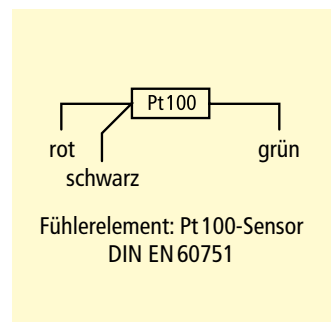 Pt100
rot
grün
schwarz
Fühlerelement: Pt100-Sensor
DIN EN 60751